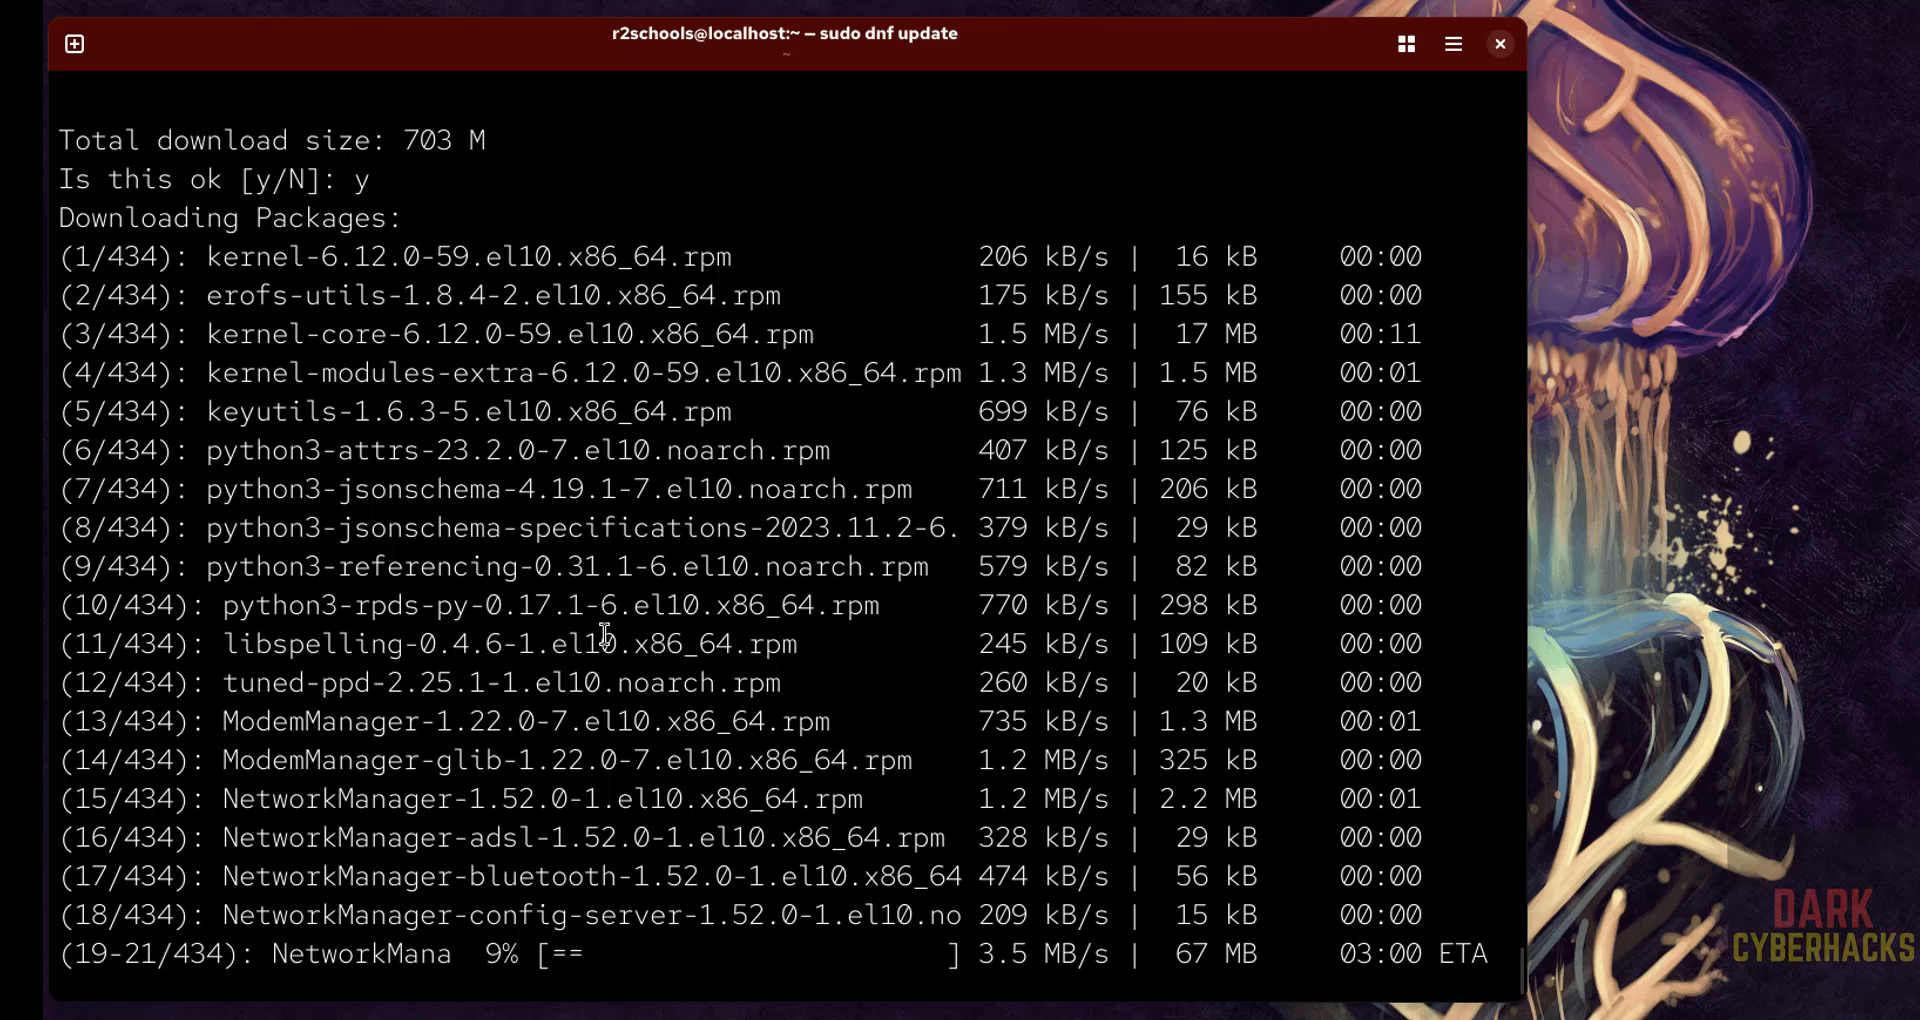 r2schools@localhost:~ — sudo dnf update
~
Total download size: 703 M
Is this ok [y/N]: y
Downloading Packages:
(1/434): kernel-6.12.0-59.el10.x86_64.rpm 206 kB/s | 16 kB 00:00
(2/434): erofs-utils-1.8.4-2.el10.x86_64.rpm 175 kB/s | 155 kB 00:00
(3/434): kernel-core-6.12.0-59.el10.x86_64.rpm 1.5 MB/s | 17 MB 00:11
(4/434): kernel-modules-extra-6.12.0-59.el10.x86_64.rpm 1.3 MB/s | 1.5 MB 00:01
(5/434): keyutils-1.6.3-5.el10.x86_64.rpm 699 kB/s | 76 kB 00:00
(6/434): python3-attrs-23.2.0-7.el10.noarch.rpm 407 kB/s | 125 kB 00:00
(7/434): python3-jsonschema-4.19.1-7.el10.noarch.rpm 711 kB/s | 206 kB 00:00
(8/434): python3-jsonschema-specifications-2023.11.2-6. 379 kB/s | 29 kB 00:00
(9/434): python3-referencing-0.31.1-6.el10.noarch.rpm 579 kB/s | 82 kB 00:00
(10/434): python3-rpds-py-0.17.1-6.el10.x86_64.rpm 770 kB/s | 298 kB 00:00
(11/434): libspelling-0.4.6-1.el10.x86_64.rpm 245 kB/s | 109 kB 00:00
(12/434): tuned-ppd-2.25.1-1.el10.noarch.rpm 260 kB/s | 20 kB 00:00
(13/434): ModemManager-1.22.0-7.el10.x86_64.rpm 735 kB/s | 1.3 MB 00:01
(14/434): ModemManager-glib-1.22.0-7.el10.x86_64.rpm 1.2 MB/s | 325 kB 00:00
(15/434): NetworkManager-1.52.0-1.el10.x86_64.rpm 1.2 MB/s | 2.2 MB 00:01
(16/434): NetworkManager-adsl-1.52.0-1.el10.x86_64.rpm 328 kB/s | 29 kB 00:00
(17/434): NetworkManager-bluetooth-1.52.0-1.el10.x86_64 474 kB/s | 56 kB 00:00
(18/434): NetworkManager-config-server-1.52.0-1.el10.no 209 kB/s | 15 kB 00:00
(19-21/434): NetworkMana 9% [== ] 3.5 MB/s | 67 MB 03:00 ETA
DARK
CYBERHACKS